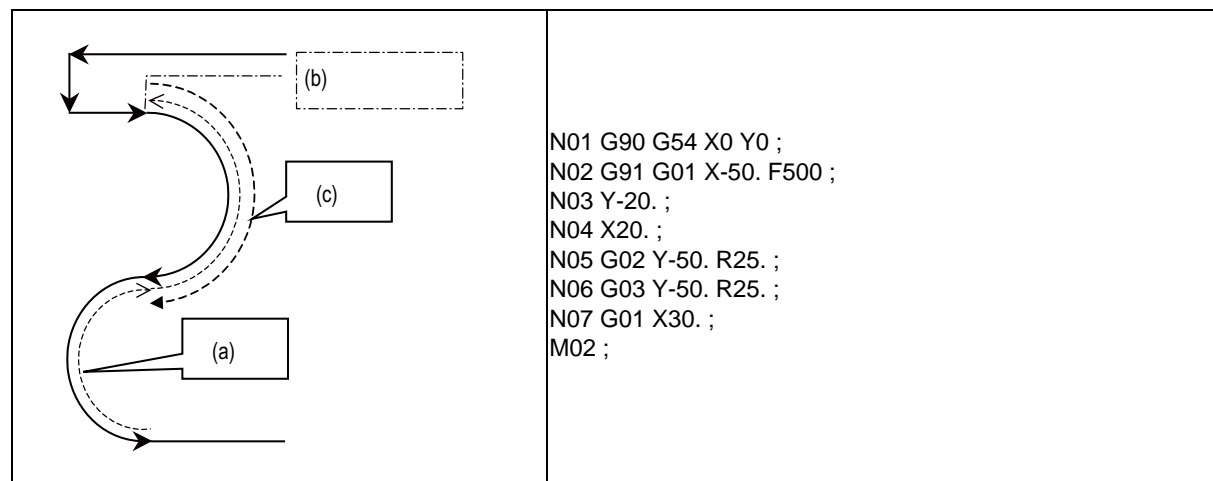 (b)
(c)
(a)
N01 G90 G54 X0 Y0 ;
N02 G91 G01 X-50. F500 ;
N03 Y-20. ;
N04 X20. ;
N05 G02 Y-50. R25. ;
N06 G03 Y-50. R25. ;
N07 G01 X30. ;
M02 ;